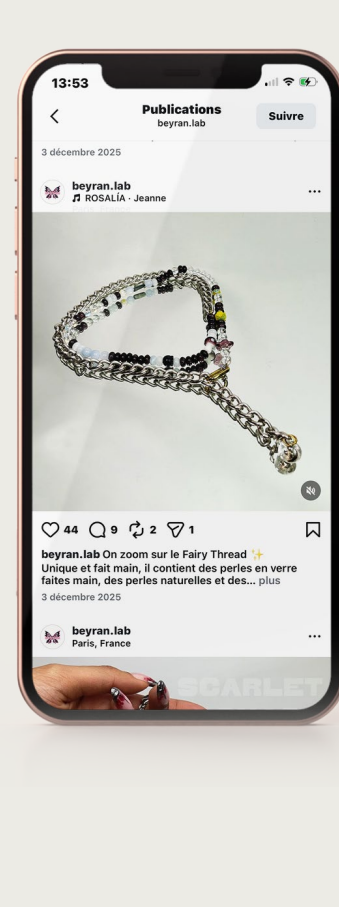 13:53
Publications
beyran.lab
Suivre
3 décembre 2025
beyran.lab
ROSALÍA · Jeanne
44 9 2 1
beyran.lab On zoom sur le Fairy Thread ✨
Unique et fait main, il contient des perles en verre
faites main, des perles naturelles et des... plus
3 décembre 2025
beyran.lab
Paris, France
SCARLET